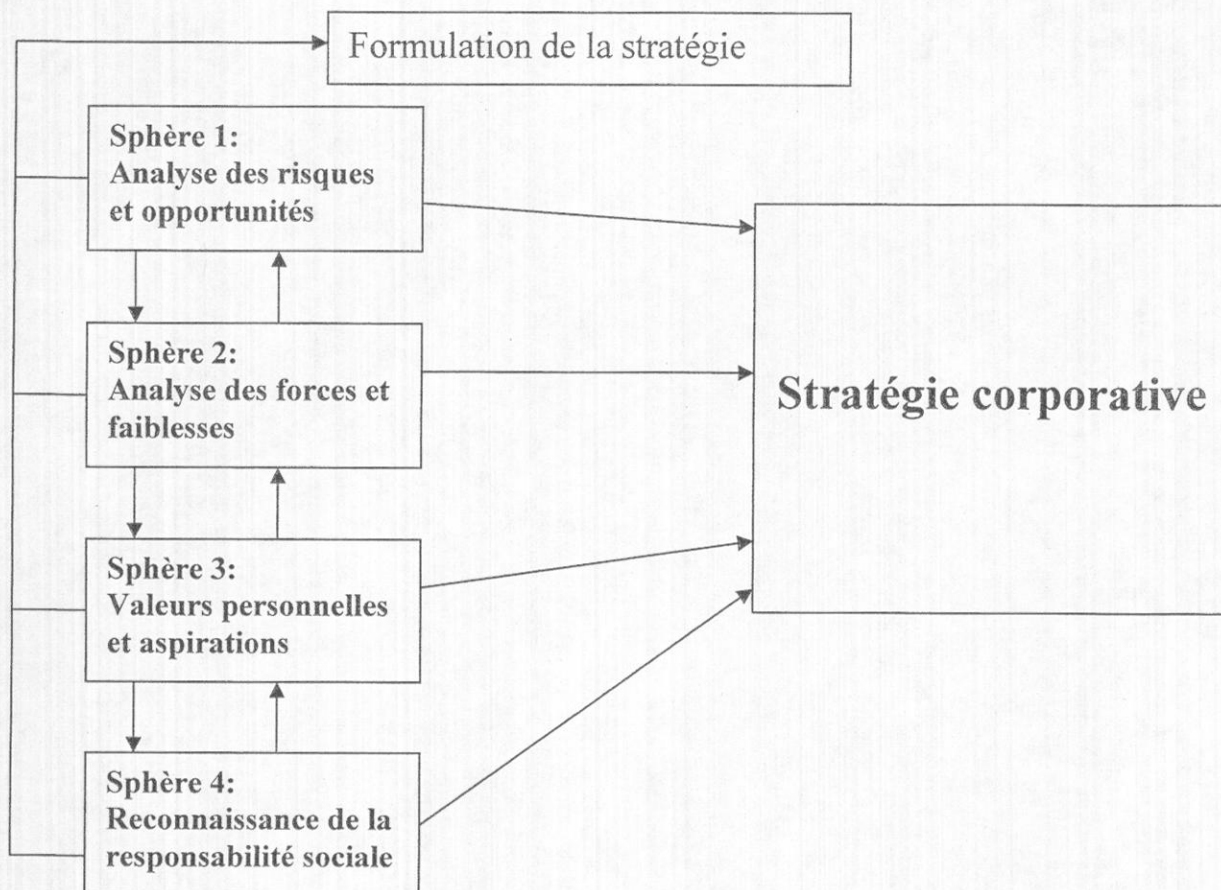 Formulation de la stratégie
Sphère 1:
Analyse des risques
et opportunités
Sphère 2:
Analyse des forces et
faiblesses
Sphère 3:
Valeurs personnelles
et aspirations
Sphère 4:
Reconnaissance de la
responsabilité sociale
Stratégie corporative